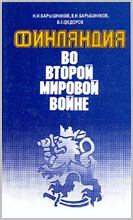 Н.И.БАРЫШНИКОВ, В.Н.БАРЫШНИКОВ,
В.Г.ФЕДОРОВ
ФИНЛЯНДИЯ
ВО
ВТОРОЙ
МИРОВОЙ
ВОЙНЕ